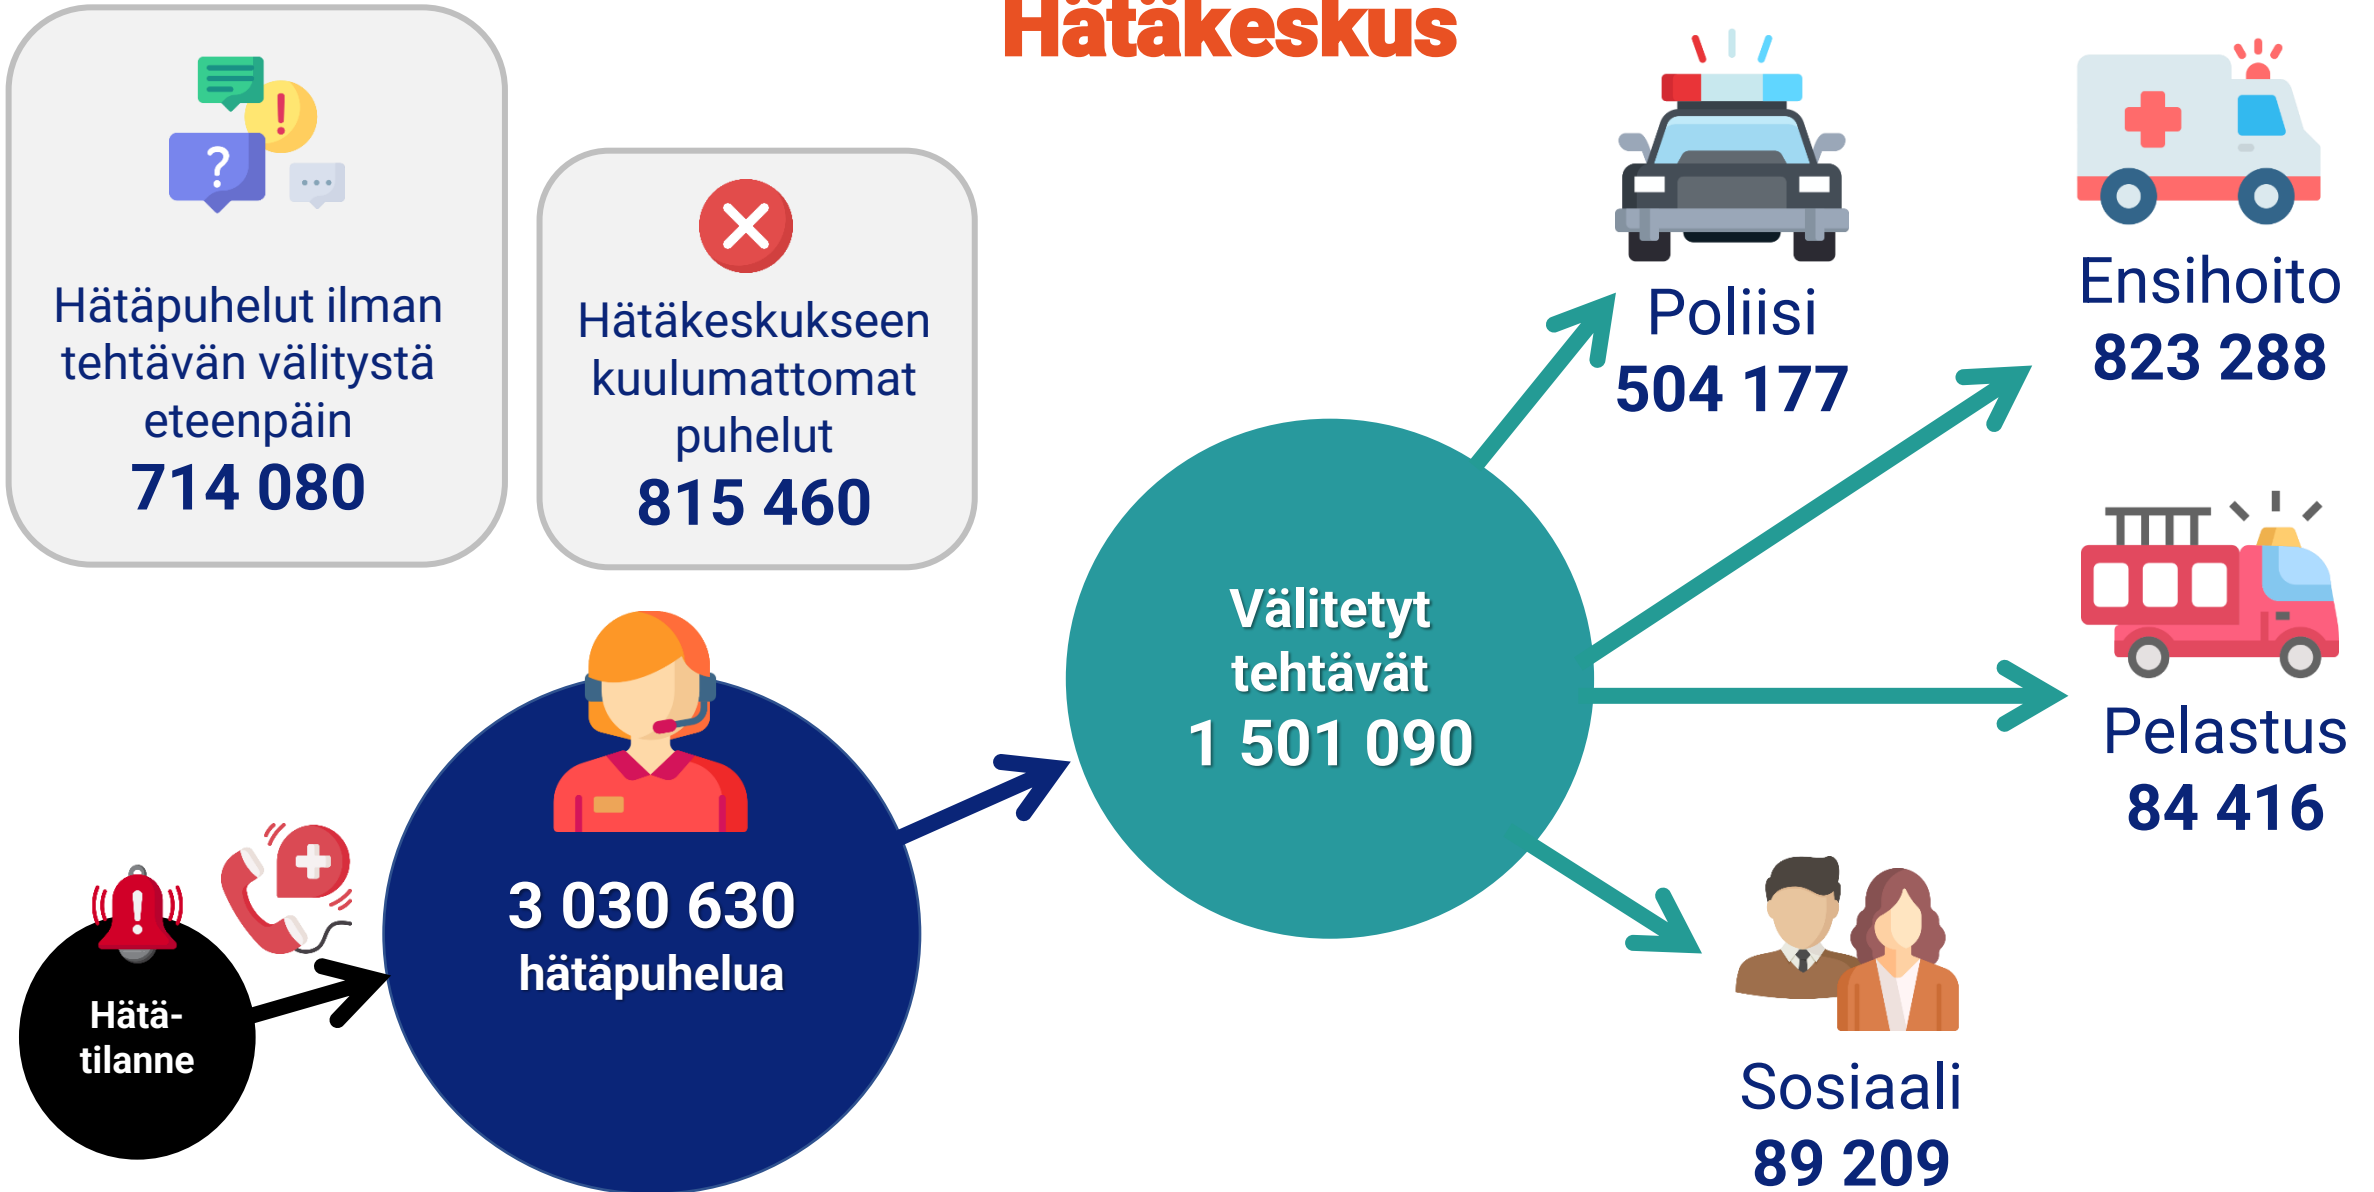 Hätäkeskus
Hätäpuhelut ilman
tehtävän välitystä
eteenpäin
714 080
Hätäkeskukseen
kuulumattomat
puhelut
815 460
Hätä-
tilanne
3 030 630
hätäpuhelua
Välitetyt
tehtävät
1 501 090
Poliisi
504 177
Ensihoito
823 288
Pelastus
84 416
Sosiaali
89 209